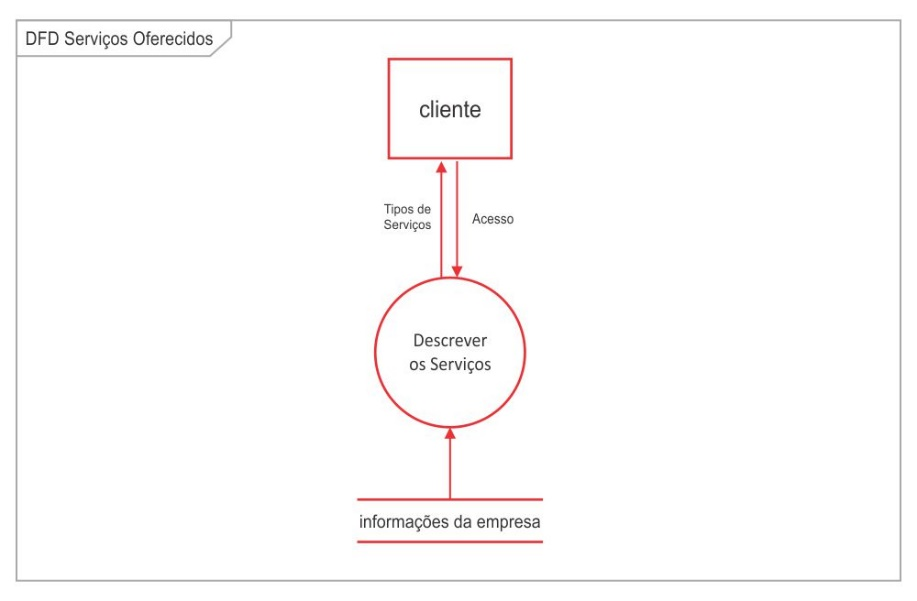 DFD Serviços Oferecidos
cliente
Tipos de
Serviços
Acesso
Descrever
os Serviços
informações da empresa